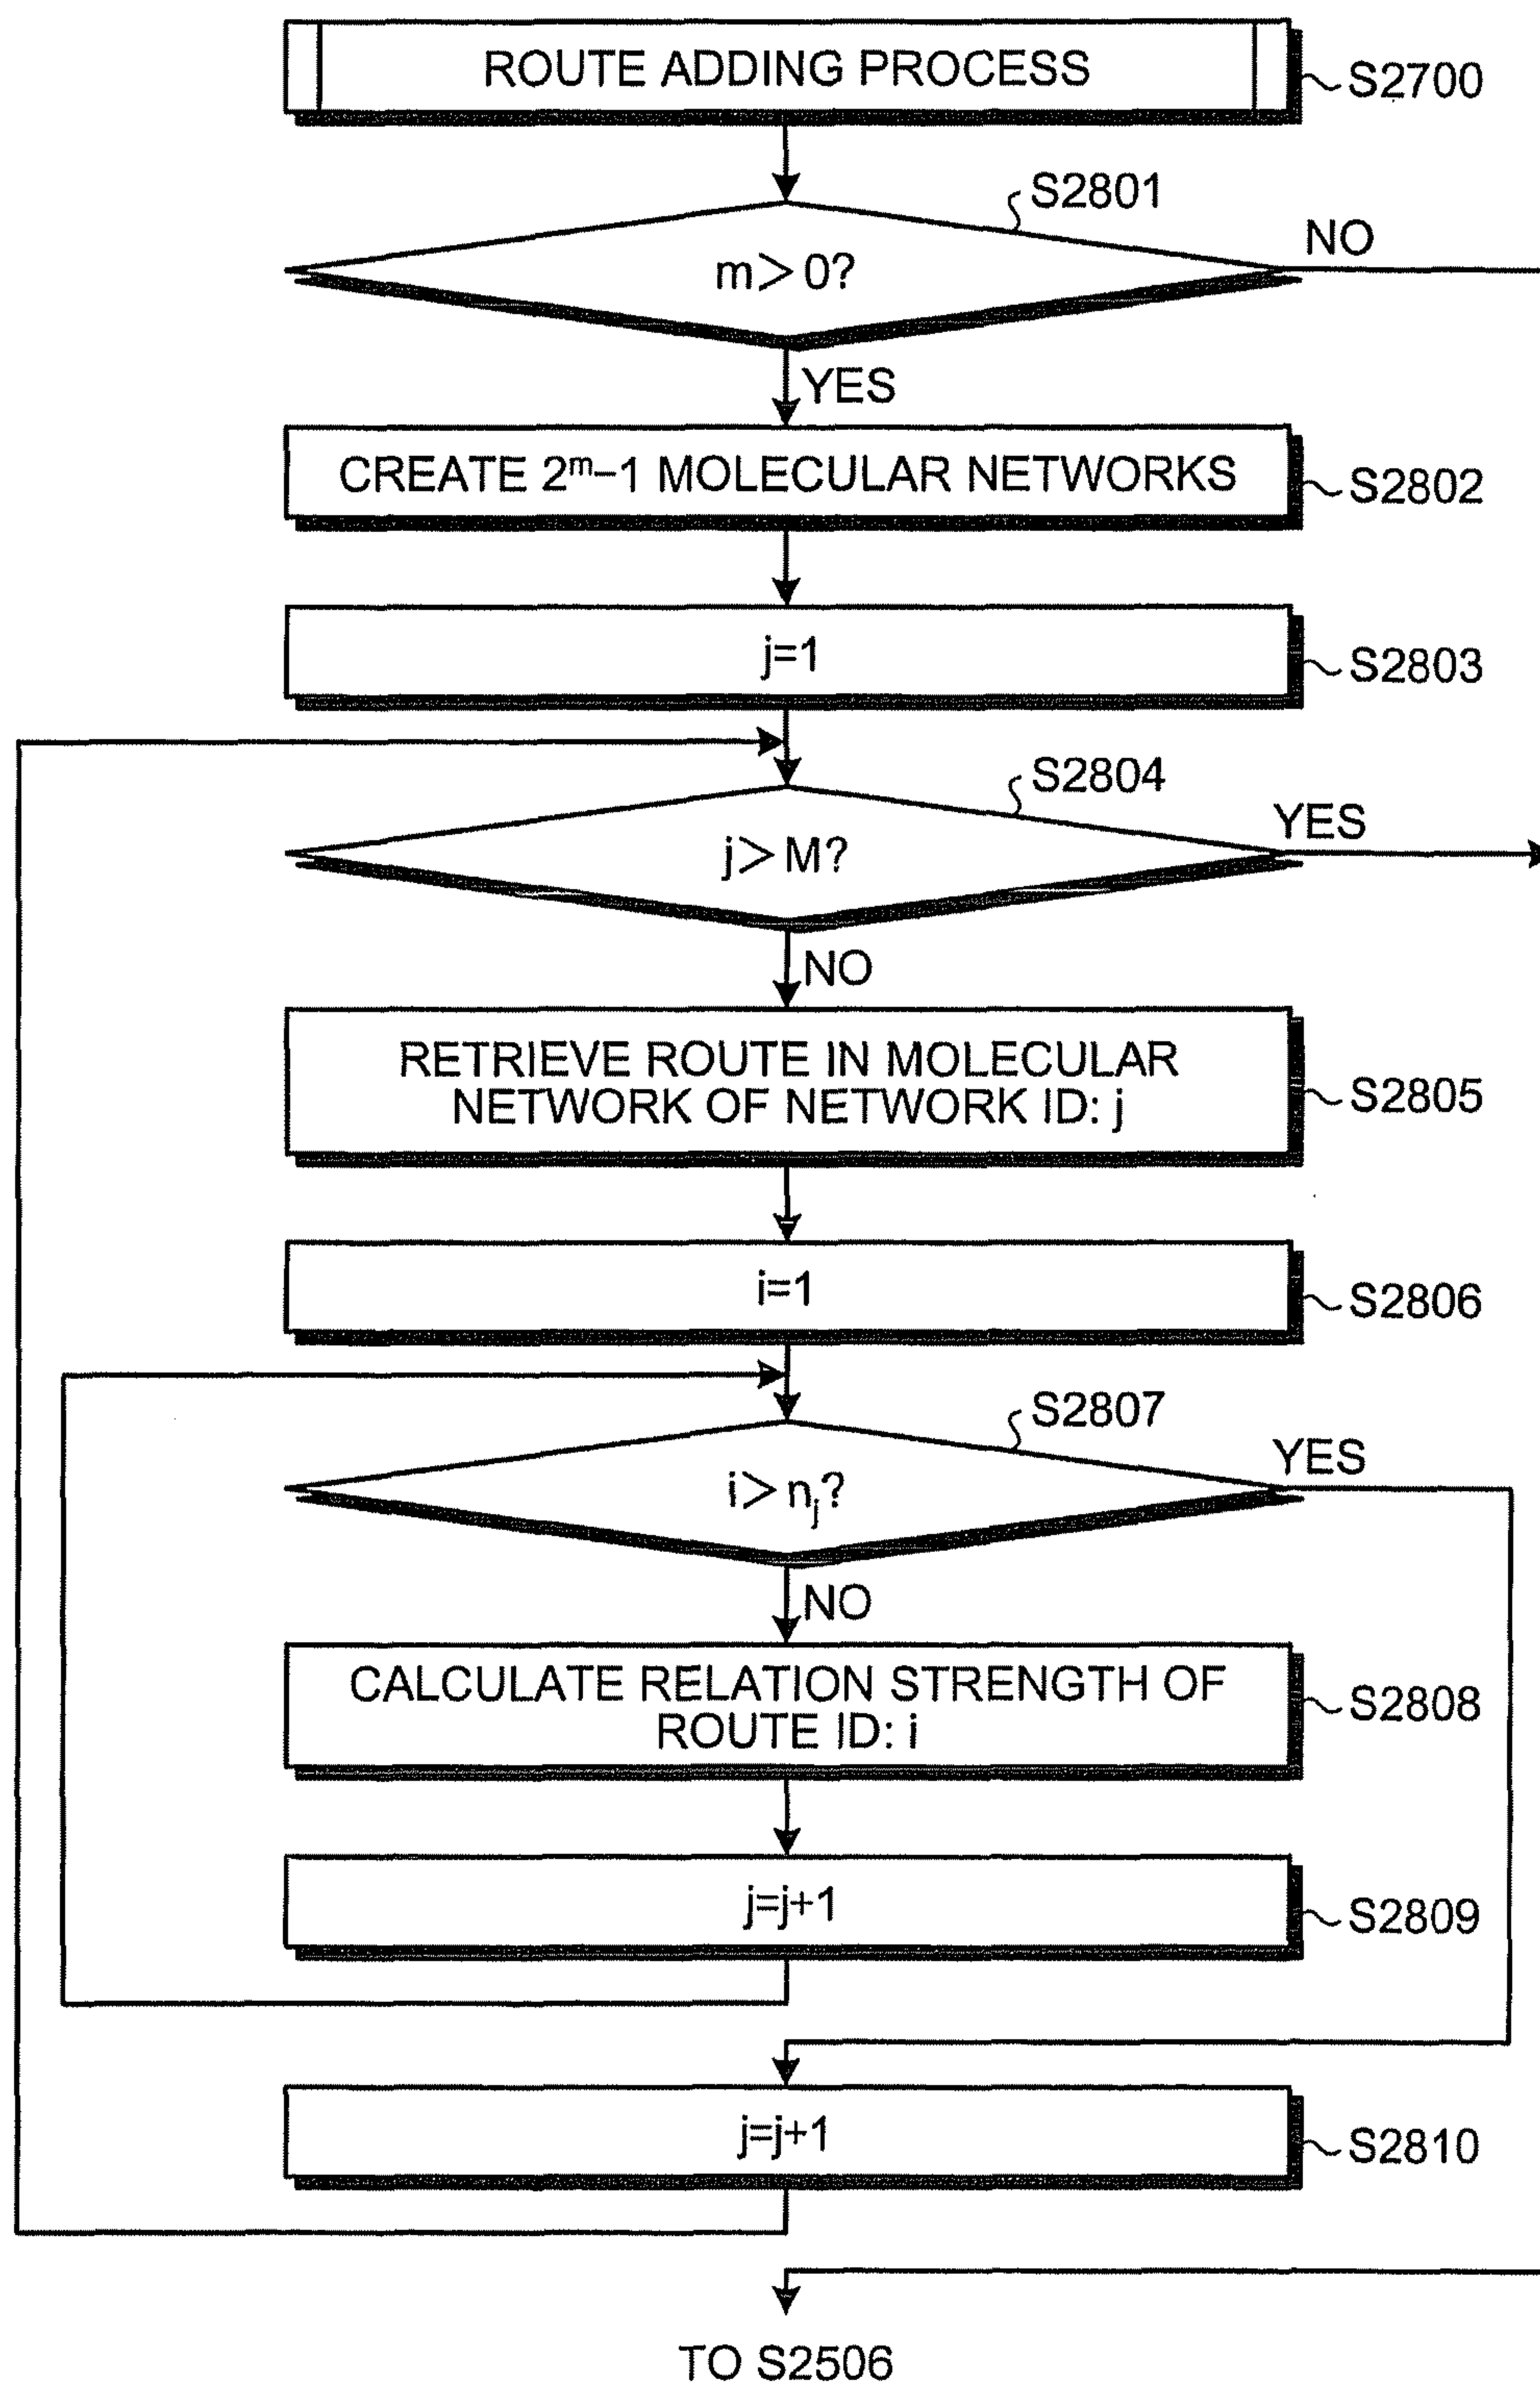 ROUTE ADDING PROCESS
S2700
S2801
m>0?
NO
YES
CREATE 2ᵐ−1 MOLECULAR NETWORKS
S2802
j=1
S2803
S2804
j>M?
YES
NO
RETRIEVE ROUTE IN MOLECULAR
NETWORK OF NETWORK ID: j
S2805
i=1
S2806
S2807
i>nⱼ?
YES
NO
CALCULATE RELATION STRENGTH OF
ROUTE ID: i
S2808
j=j+1
S2809
j=j+1
S2810
TO S2506